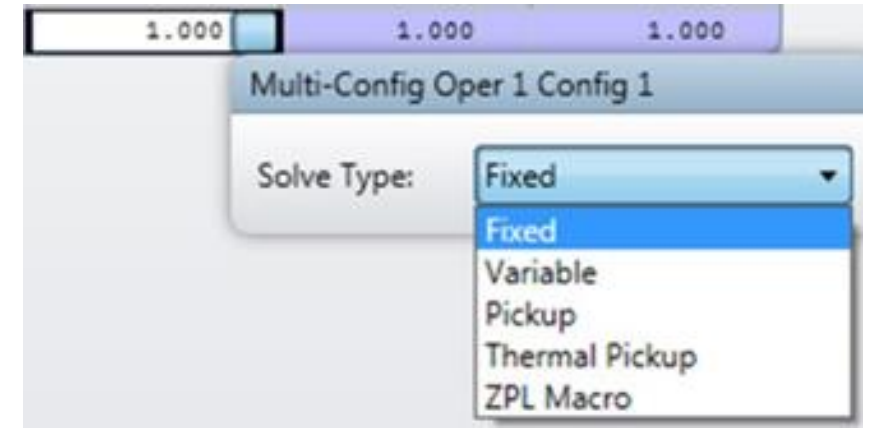 1.000 1.000 1.000
Multi-Config Oper 1 Config 1
Solve Type: Fixed
Fixed
Variable
Pickup
Thermal Pickup
ZPL Macro